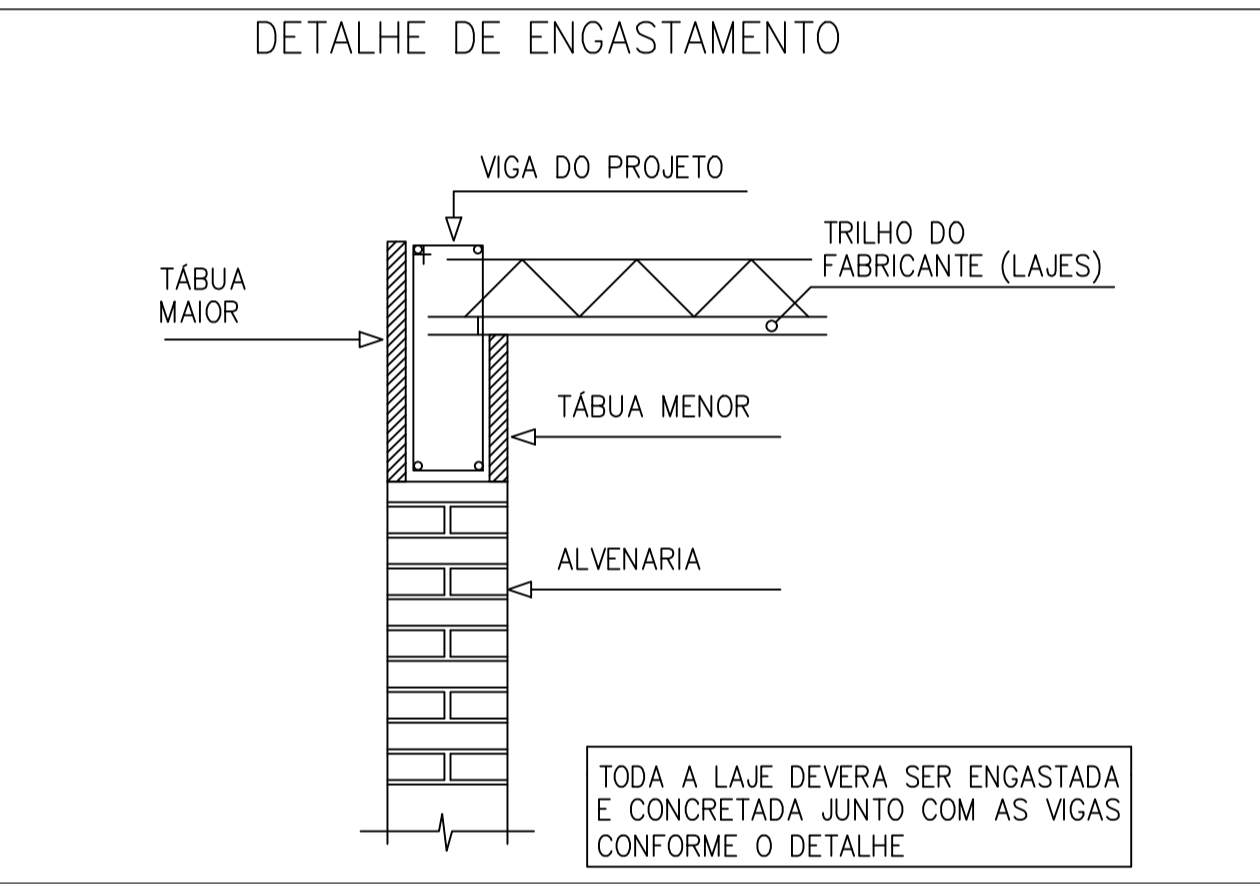 DETALHE DE ENGASTAMENTO
VIGA DO PROJETO
TRILHO DO
FABRICANTE (LAJES)
TÁBUA
MAIOR
TÁBUA MENOR
ALVENARIA
TODA A LAJE DEVERA SER ENGASTADA
E CONCRETADA JUNTO COM AS VIGAS
CONFORME O DETALHE